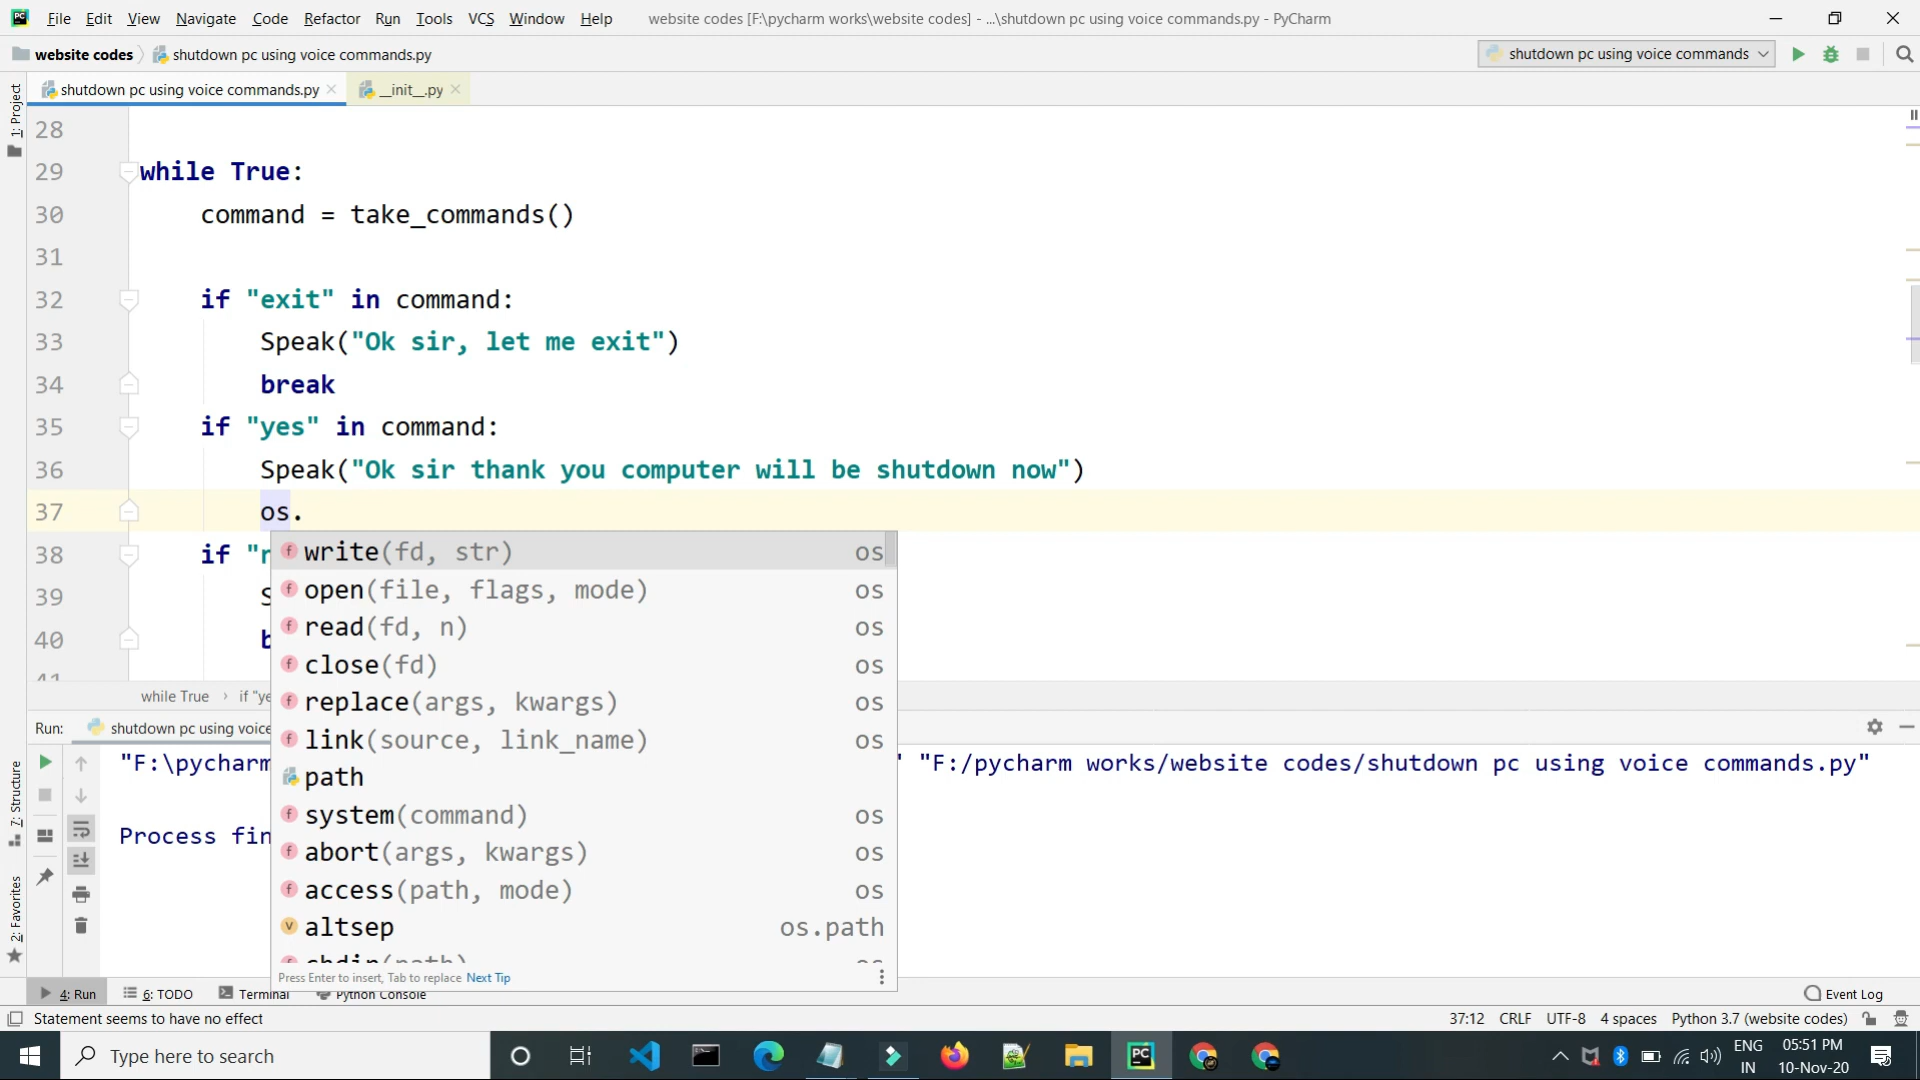 File Edit View Navigate Code Refactor Run Tools VCS Window Help website codes [F:\pycharm works\website codes] - ...\shutdown pc using voice commands.py - PyCharm
website codes shutdown pc using voice commands.py shutdown pc using voice commands
shutdown pc using voice commands.py __init__.py
1: Project
28
29 while True:
30 command = take_commands()
31
32 if "exit" in command:
33 Speak("Ok sir, let me exit")
34 break
35 if "yes" in command:
36 Speak("Ok sir thank you computer will be shutdown now")
37 os.
38 if "
39 S
40 b
41
write(fd, str) os
open(file, flags, mode) os
read(fd, n) os
close(fd) os
replace(args, kwargs) os
link(source, link_name) os
path
system(command) os
abort(args, kwargs) os
access(path, mode) os
altsep os.path
chdir(path) os
Press Enter to insert, Tab to replace Next Tip
while True › if "ye
Run: shutdown pc using voice
"F:\pycharm ' "F:/pycharm works/website codes/shutdown pc using voice commands.py"
Process fin
7: Structure
2: Favorites
4: Run 6: TODO Terminal Python Console Event Log
Statement seems to have no effect 37:12 CRLF UTF-8 4 spaces Python 3.7 (website codes)
Type here to search
ENG
IN
05:51 PM
10-Nov-20